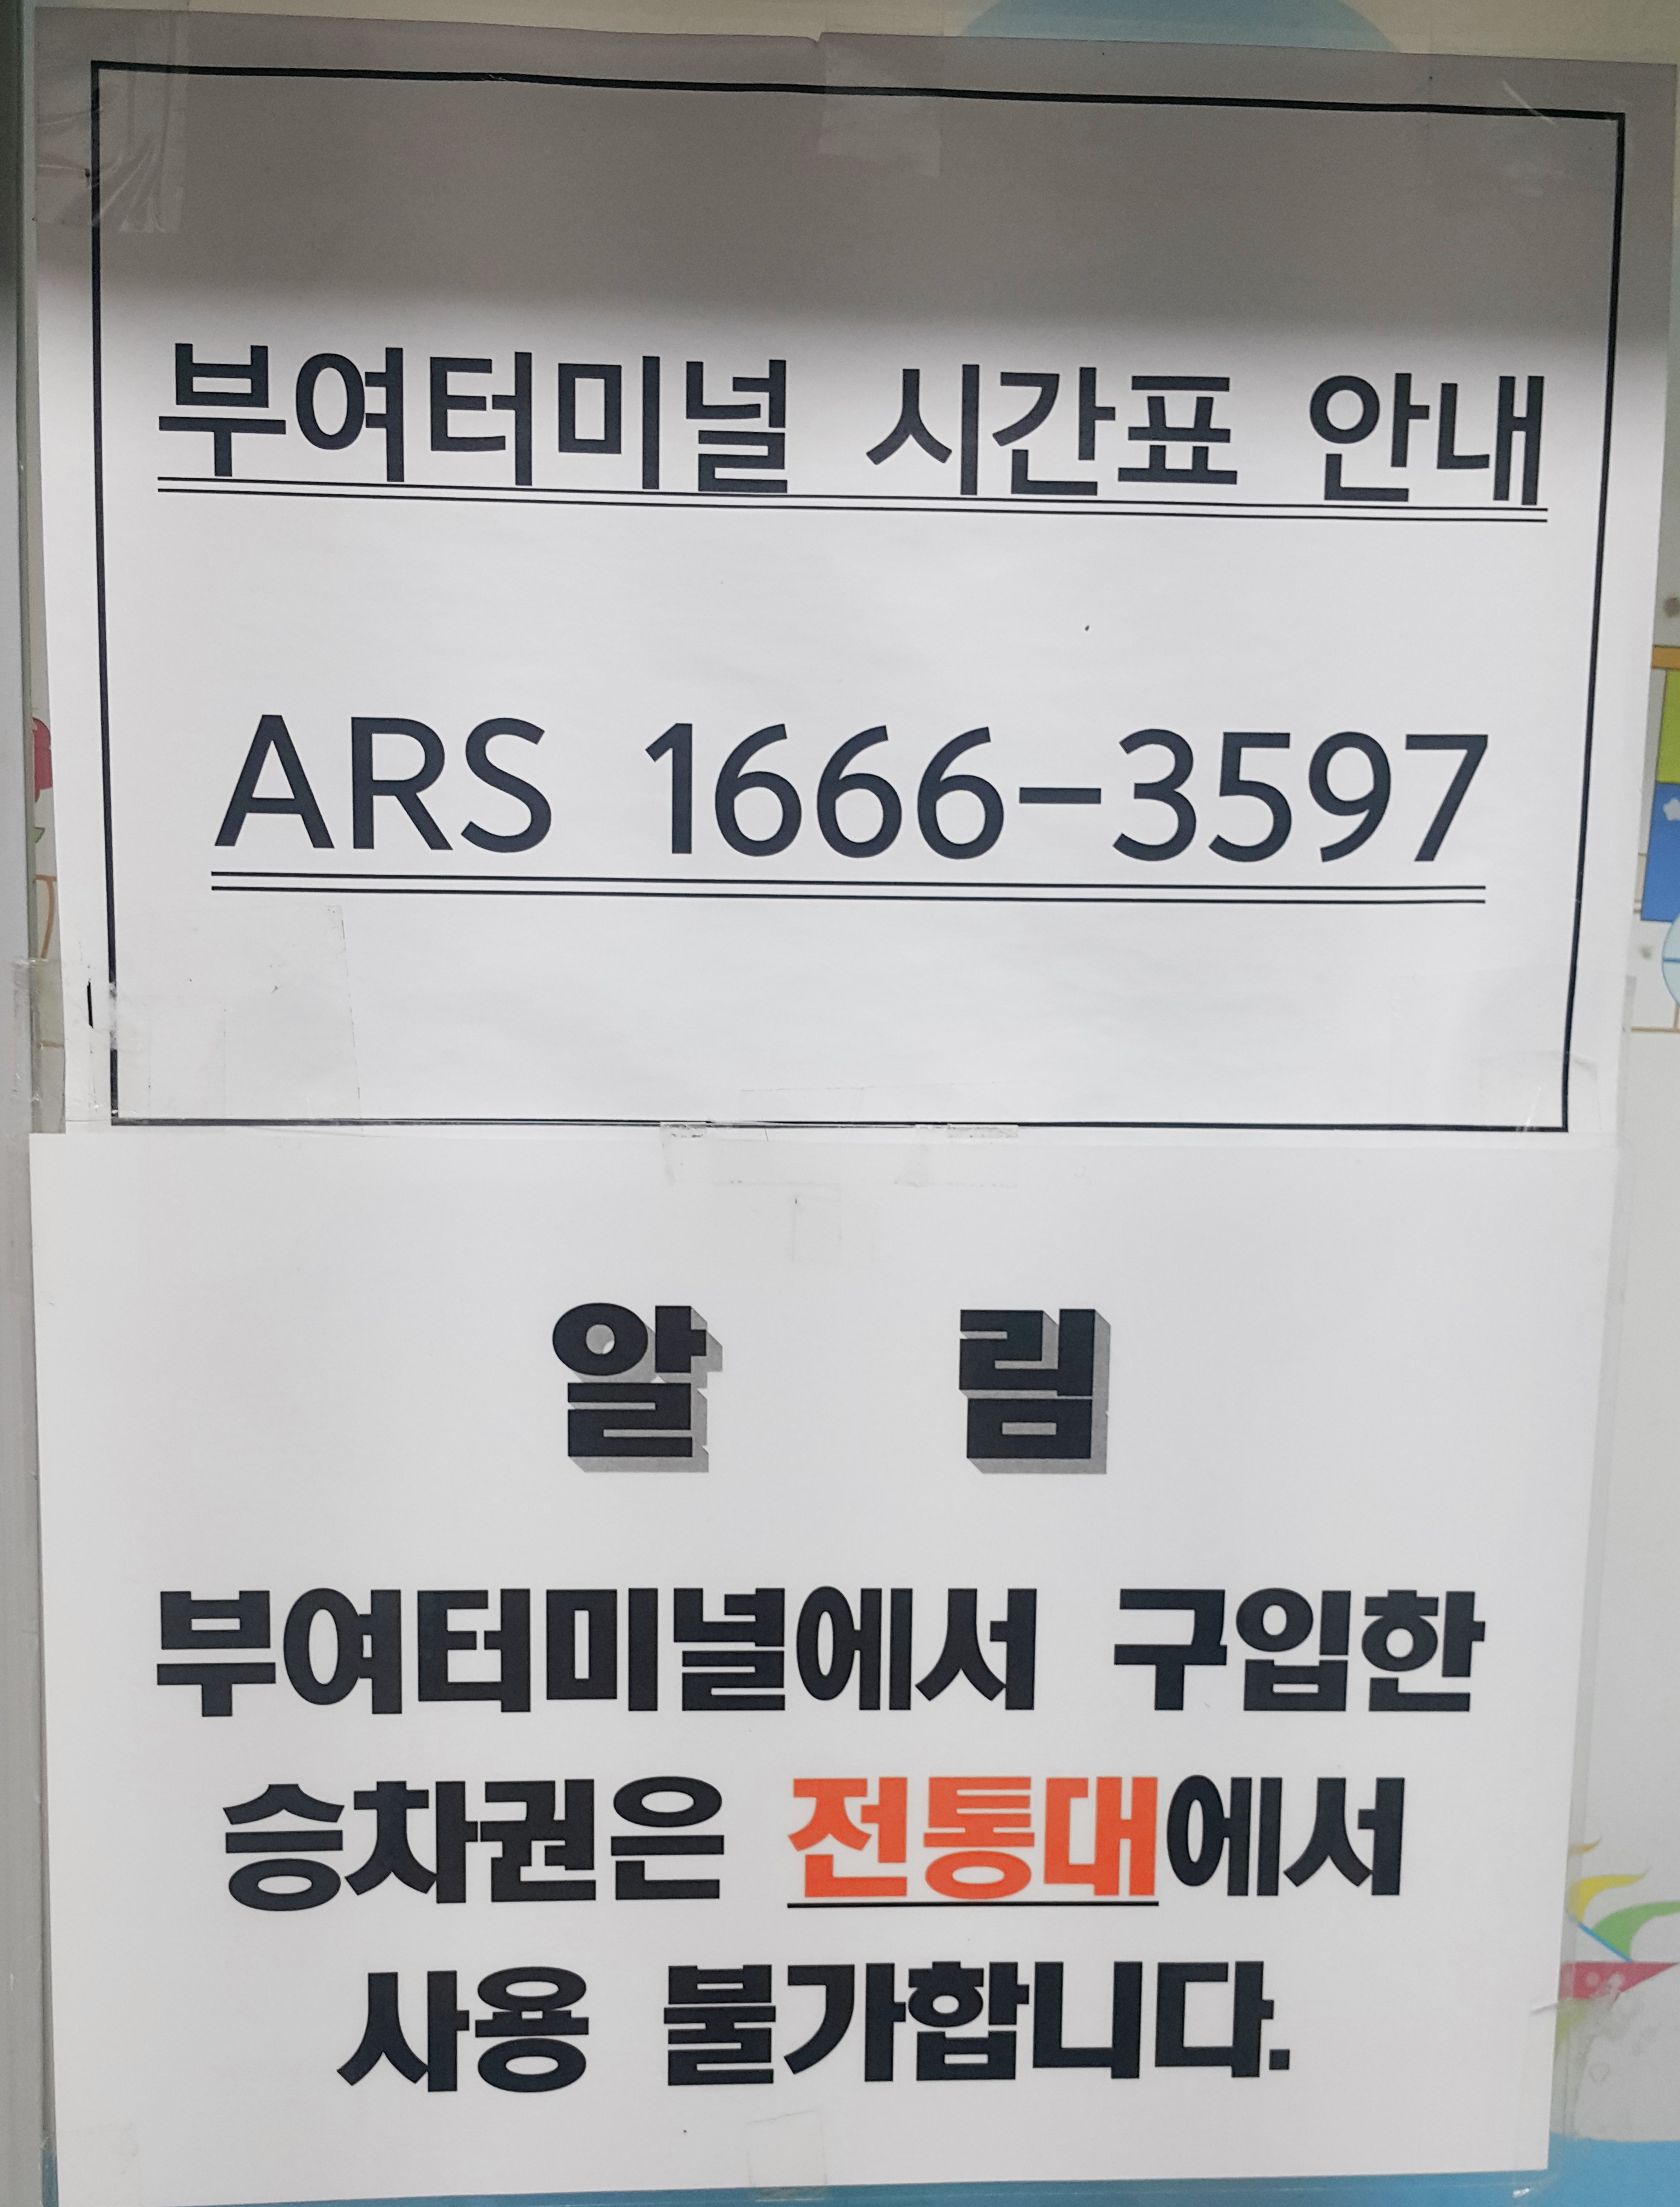 부여터미널 시간표 안내
ARS 1666-3597
알 림
부여터미널에서 구입한
승차권은 전통대에서
사용 불가합니다.